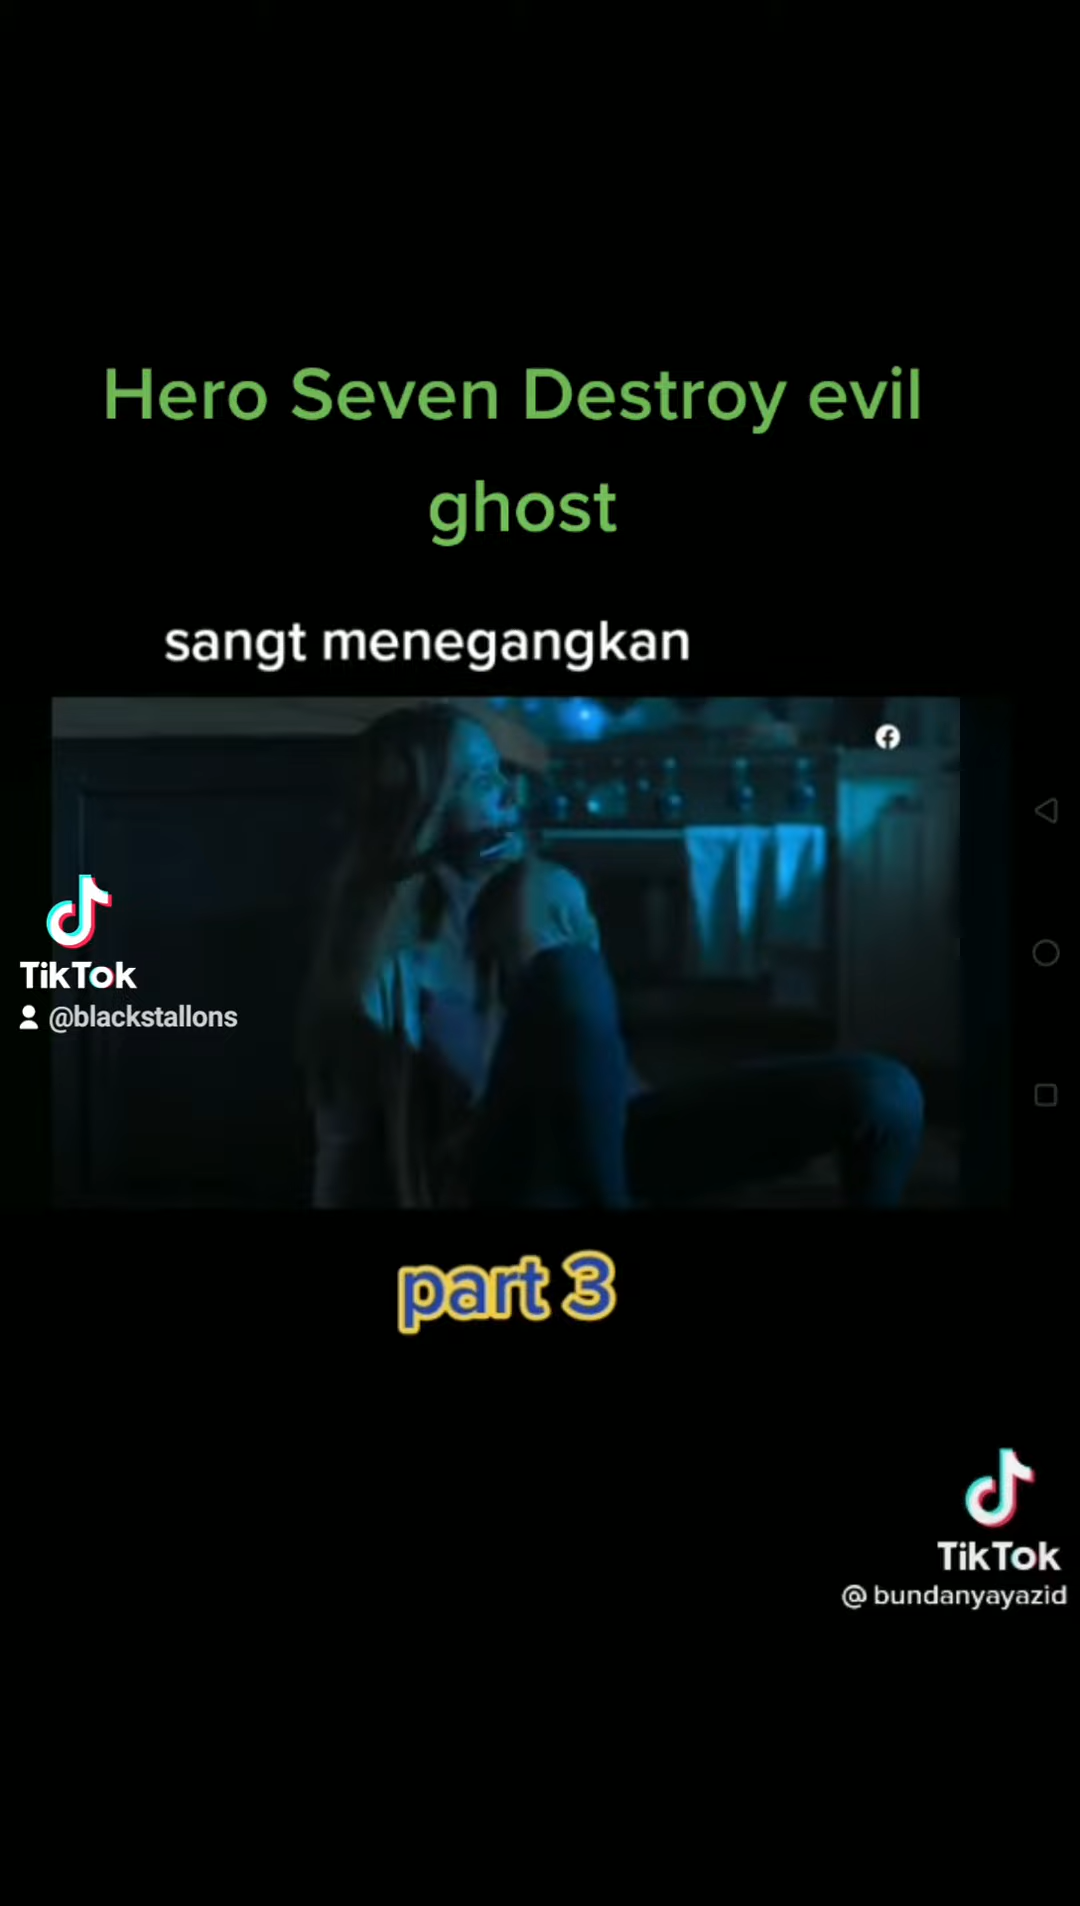 Hero Seven Destroy evil
ghost
sangt menegangkan
TikTok
@blackstallons
part 3
TikTok
@bundanyayazid